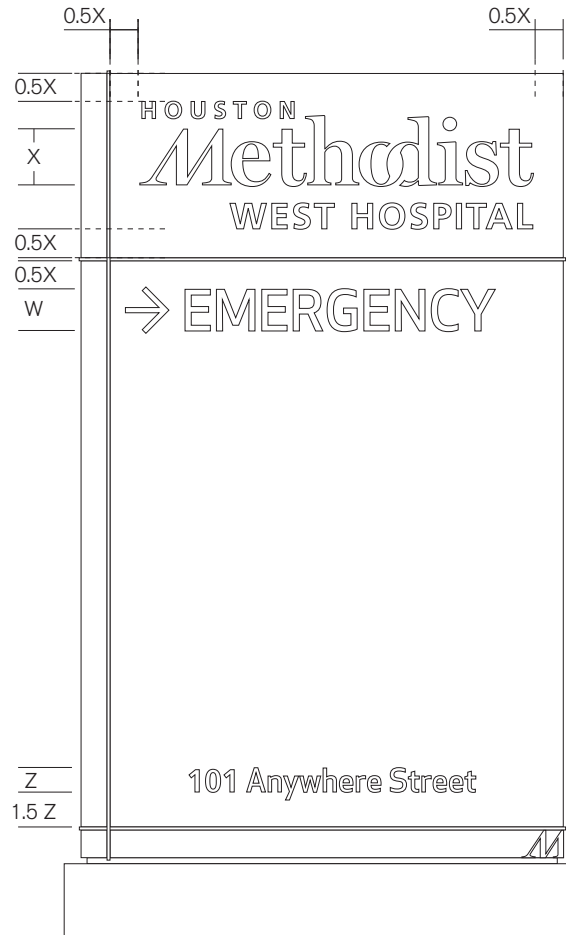 0.5X 0.5X
0.5X
HOUSTON
X
Methodist
WEST HOSPITAL
0.5X
0.5X
W
→ EMERGENCY
Z
101 Anywhere Street
1.5 Z
M